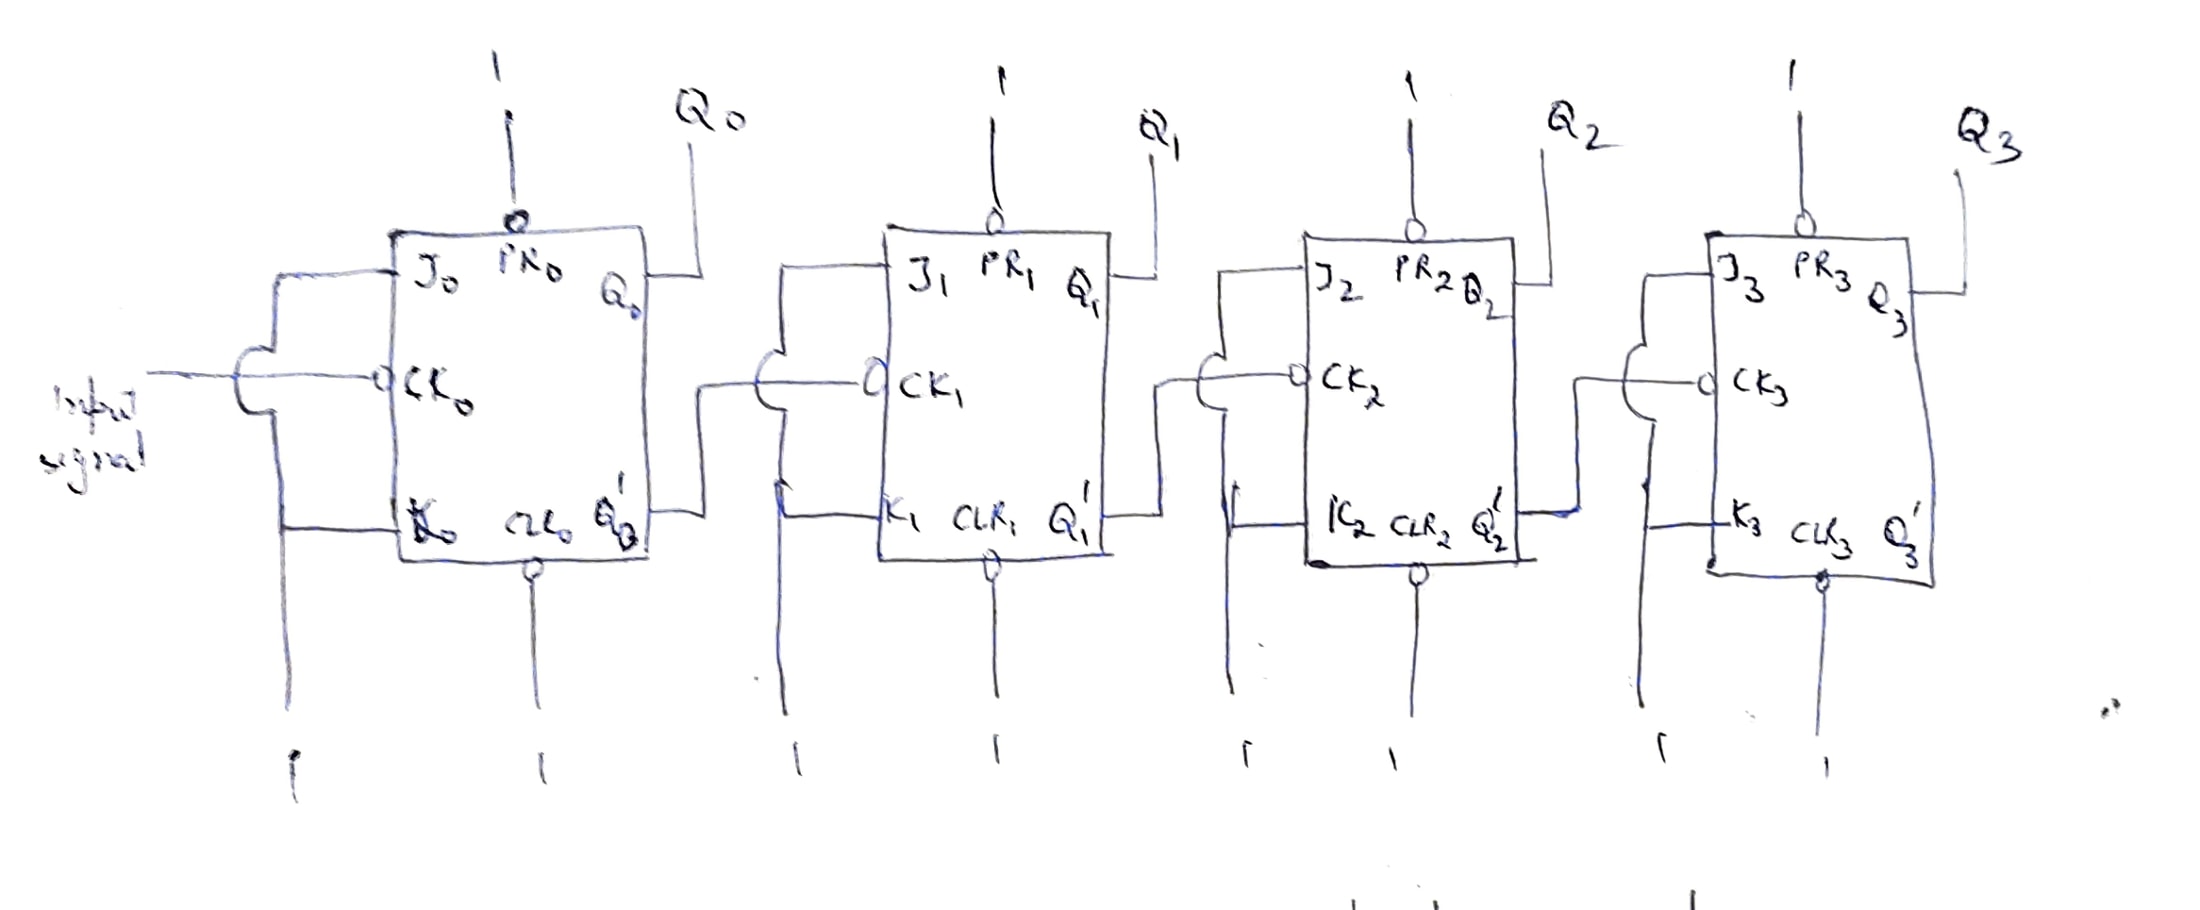 1 1 1 1
Q0 Q1 Q2 Q3
J0 PR0 Q0 J1 PR1 Q1 J2 PR2 Q2 J3 PR3 Q3
Input CK0 CK1 CK2 CK3
signal
K0 CLR0 Q0' K1 CLR1 Q1' K2 CLR2 Q2' K3 CLR3 Q3'
1 1 1 1 1 1 1 1